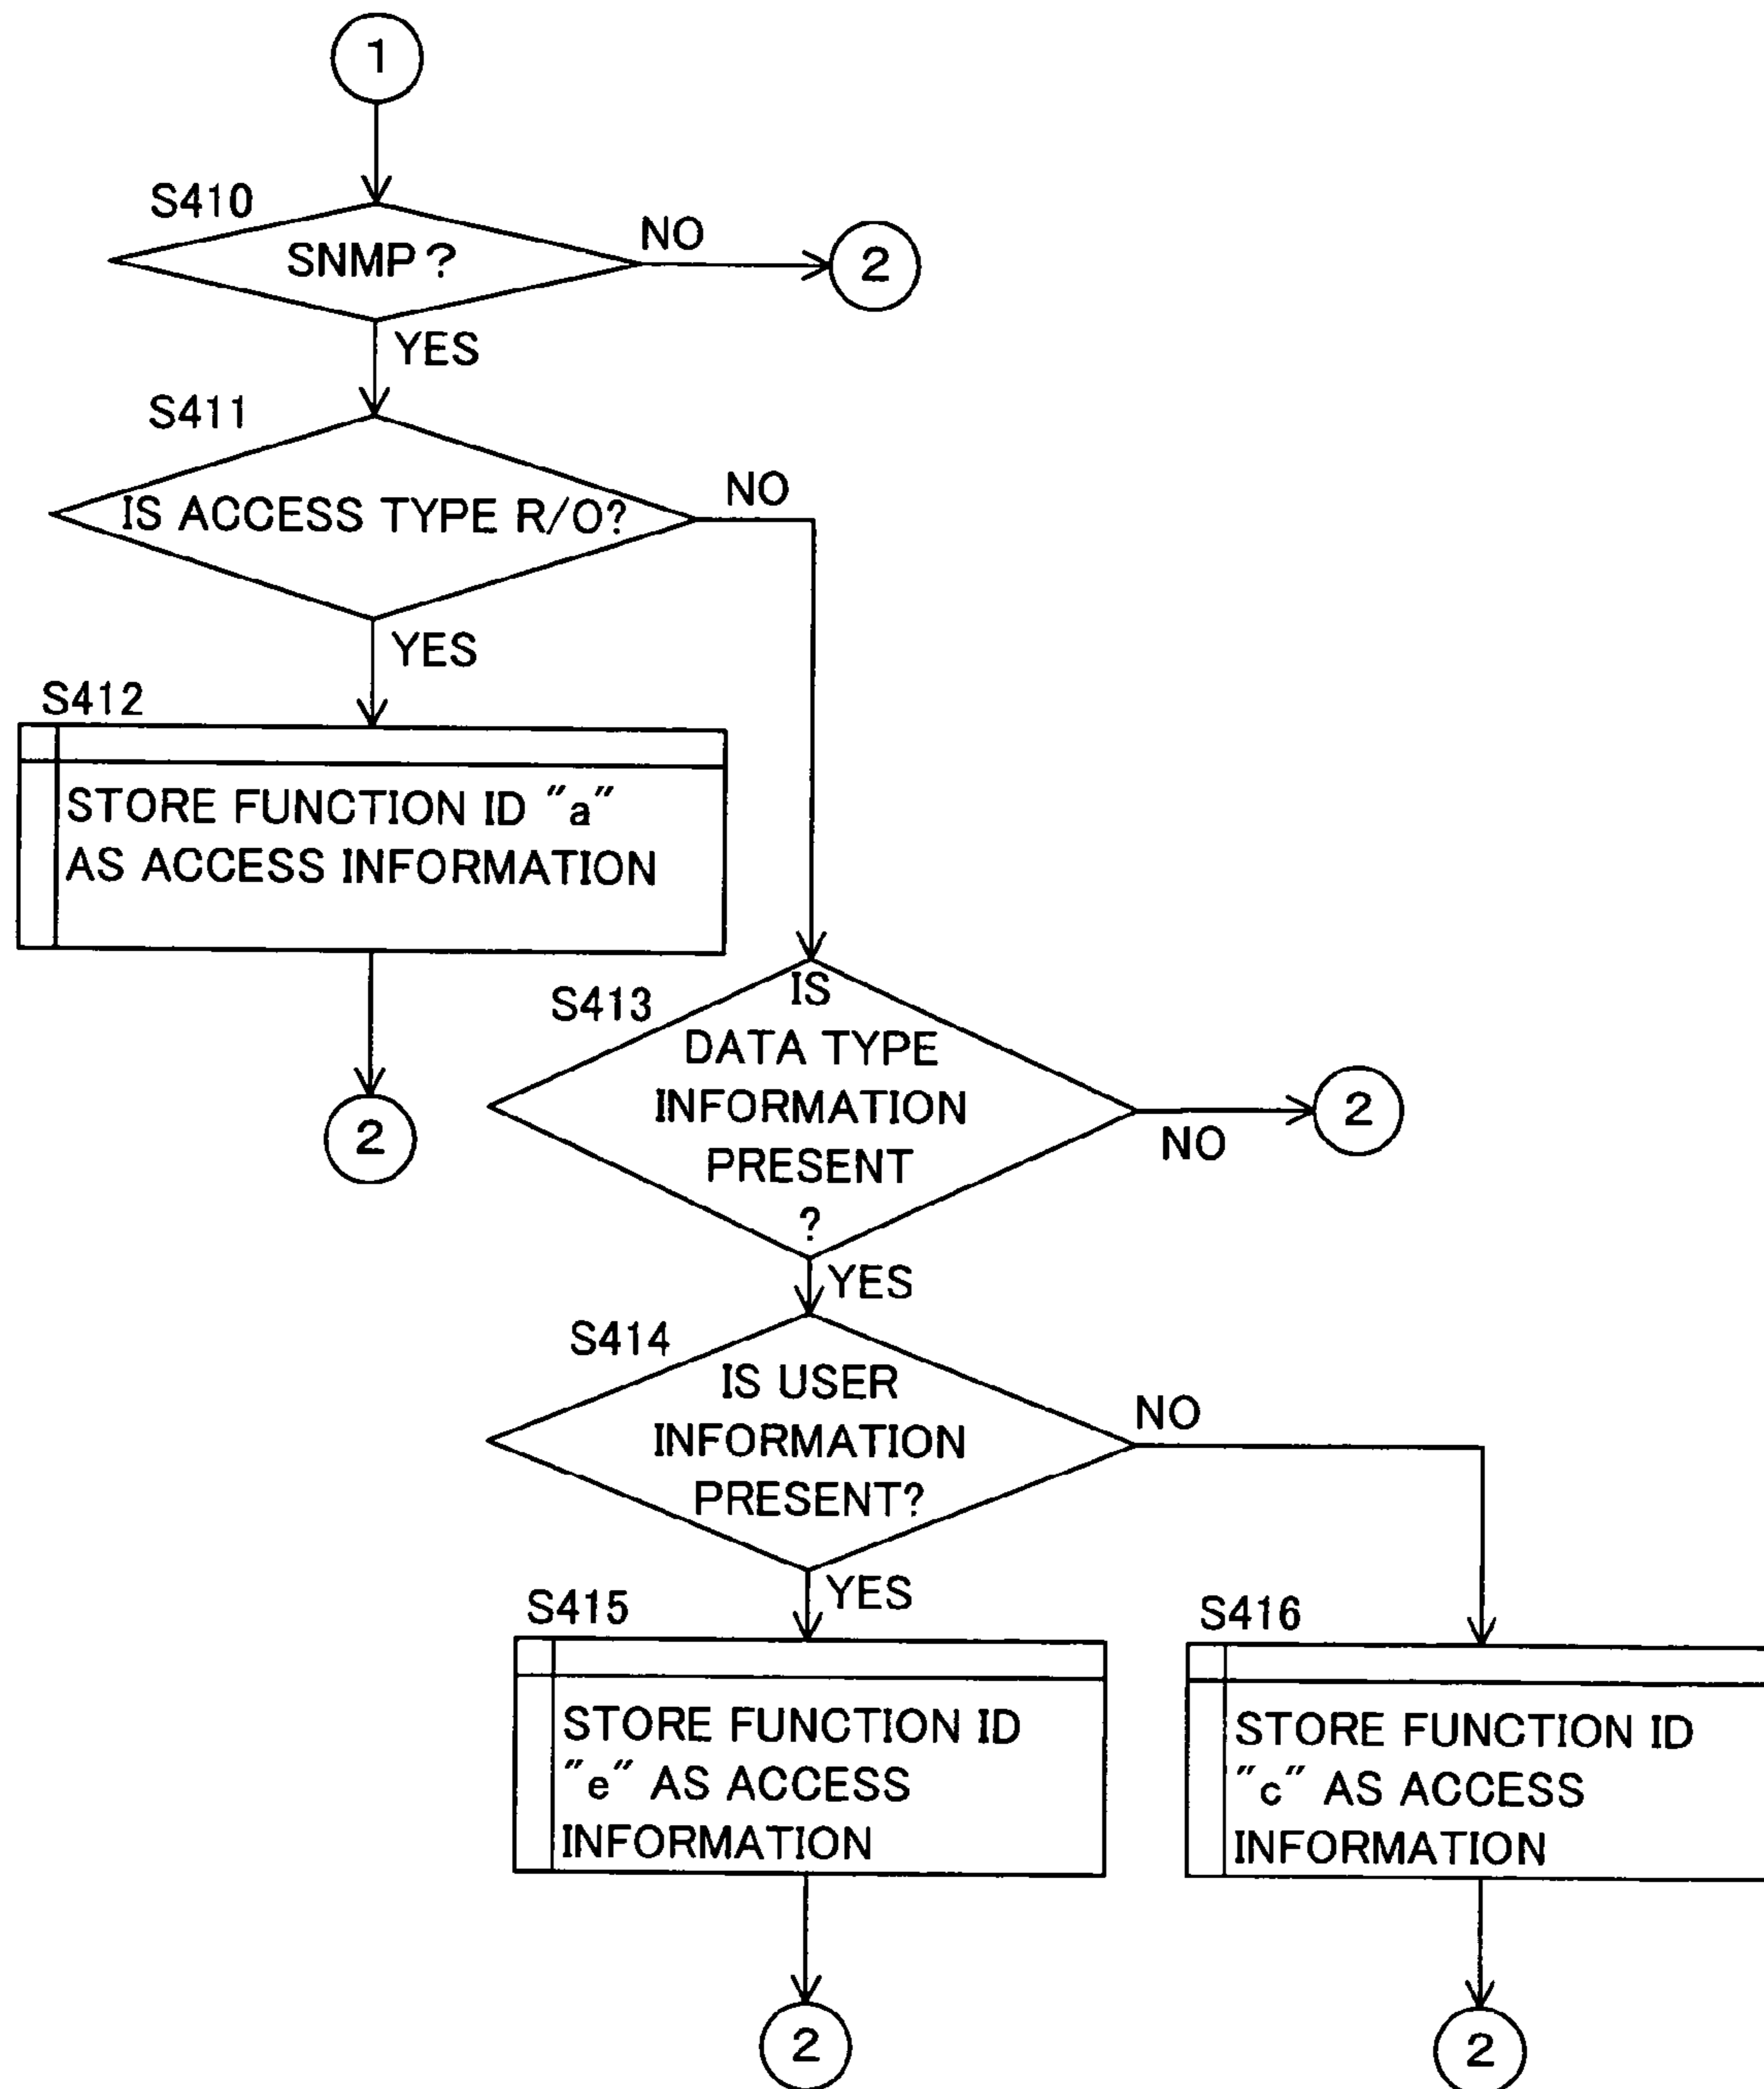 1
S410
SNMP?
NO
2
YES
S411
IS ACCESS TYPE R/O?
NO
YES
S412
STORE FUNCTION ID "a"
AS ACCESS INFORMATION
2
S413
IS
DATA TYPE
INFORMATION
PRESENT
?
NO
2
YES
S414
IS USER
INFORMATION
PRESENT?
NO
YES
S415
STORE FUNCTION ID
"e" AS ACCESS
INFORMATION
2
S416
STORE FUNCTION ID
"c" AS ACCESS
INFORMATION
2